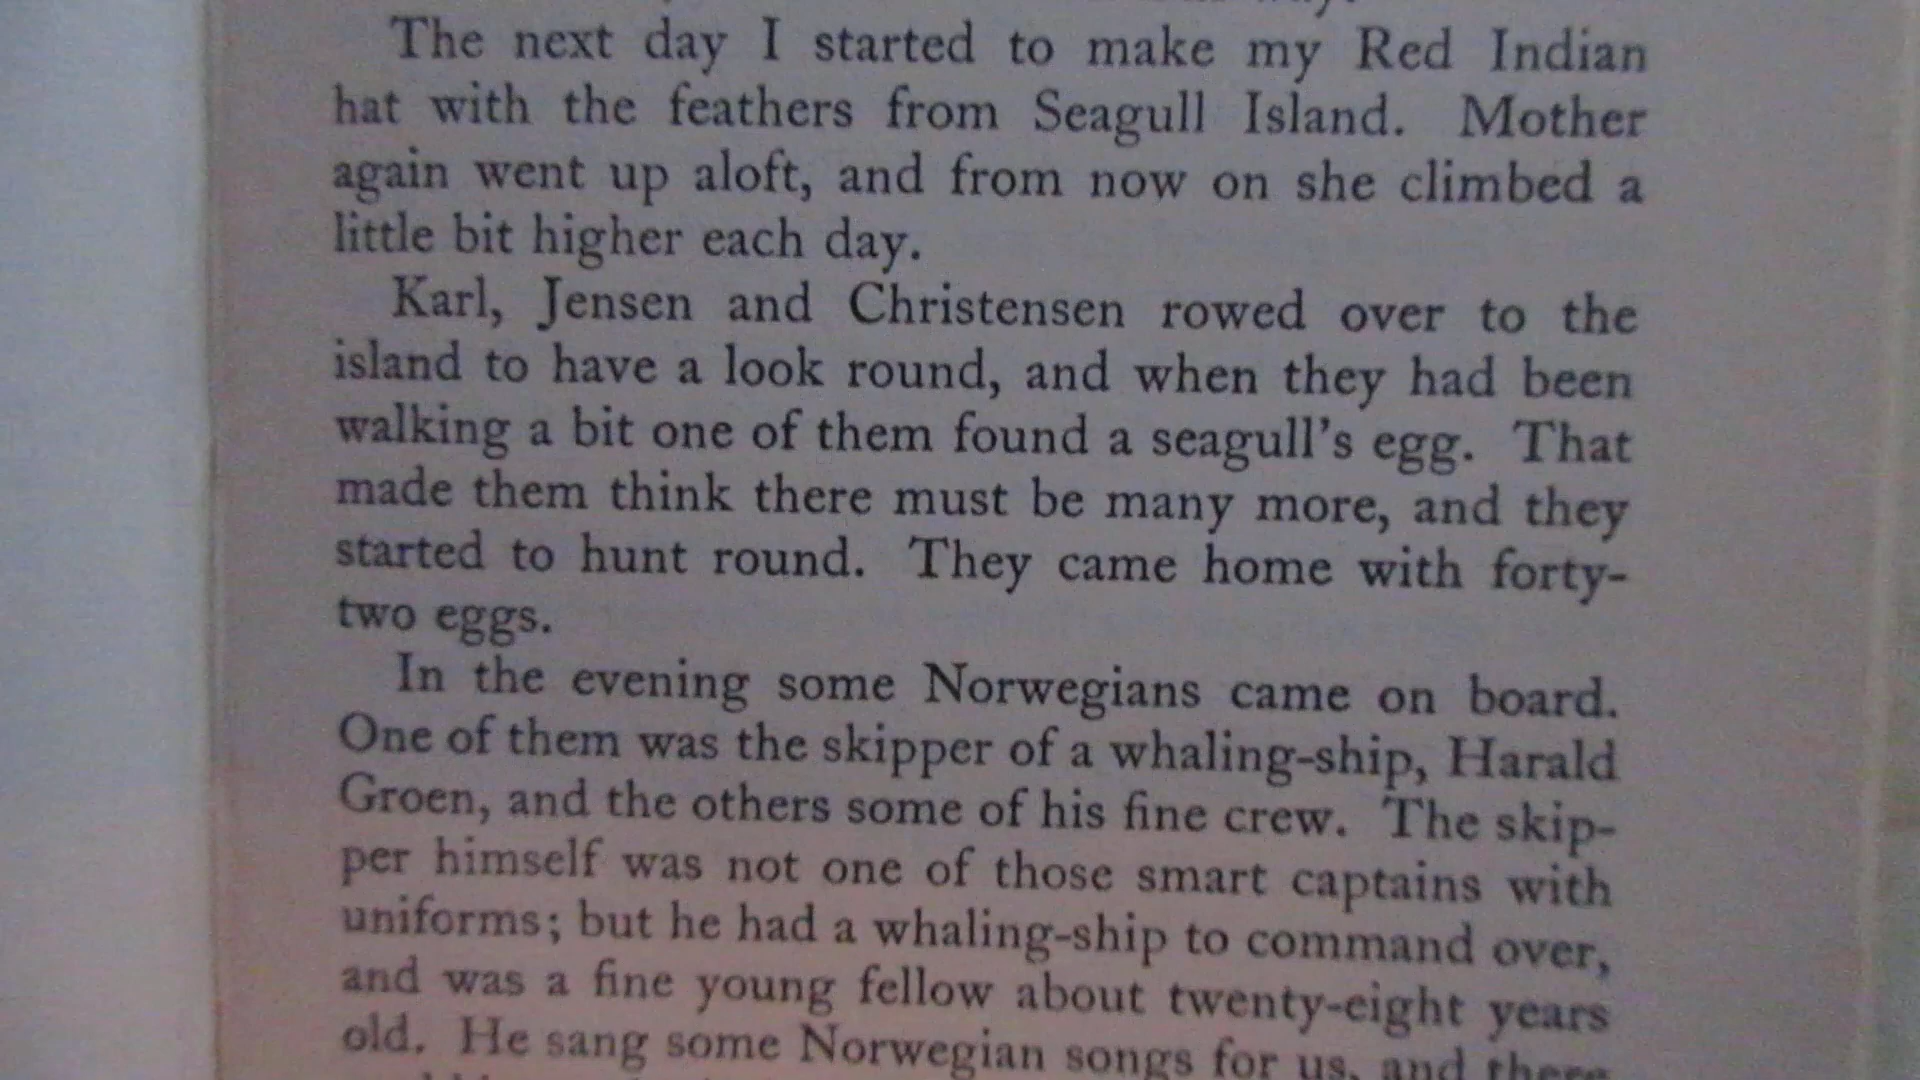 The next day I started to make my Red Indian
hat with the feathers from Seagull Island. Mother
again went up aloft, and from now on she climbed a
little bit higher each day.
Karl, Jensen and Christensen rowed over to the
island to have a look round, and when they had been
walking a bit one of them found a seagull's egg. That
made them think there must be many more, and they
started to hunt round. They came home with forty-
two eggs.
In the evening some Norwegians came on board.
One of them was the skipper of a whaling-ship, Harald
Groen, and the others some of his fine crew. The skip-
per himself was not one of those smart captains with
uniforms; but he had a whaling-ship to command over,
and was a fine young fellow about twenty-eight years
old. He sang some Norwegian songs for us, and there